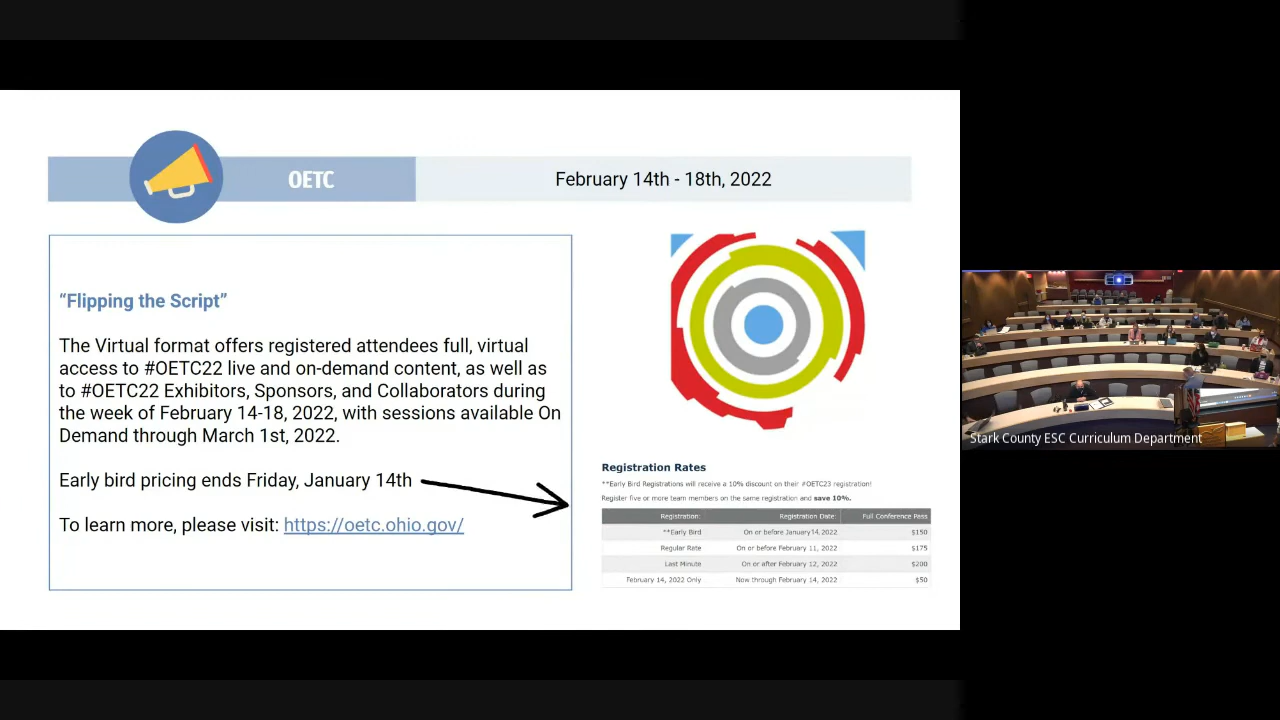 OETC
February 14th - 18th, 2022
“Flipping the Script”
The Virtual format offers registered attendees full, virtual
access to #OETC22 live and on-demand content, as well as
to #OETC22 Exhibitors, Sponsors, and Collaborators during
the week of February 14-18, 2022, with sessions available On
Demand through March 1st, 2022.
Early bird pricing ends Friday, January 14th
To learn more, please visit: https://oetc.ohio.gov/
Registration Rates
**Early Bird Registrations will receive a 10% discount on their #OETC23 registration!
Register five or more team members on the same registration and save 10%.
Registration: Registration Date: Full Conference Pass
**Early Bird On or before January 14, 2022 $150
Regular Rate On or before February 11, 2022 $175
Last Minute On or after February 12, 2022 $200
February 14, 2022 Only Now through February 14, 2022 $50
Stark County ESC Curriculum Department